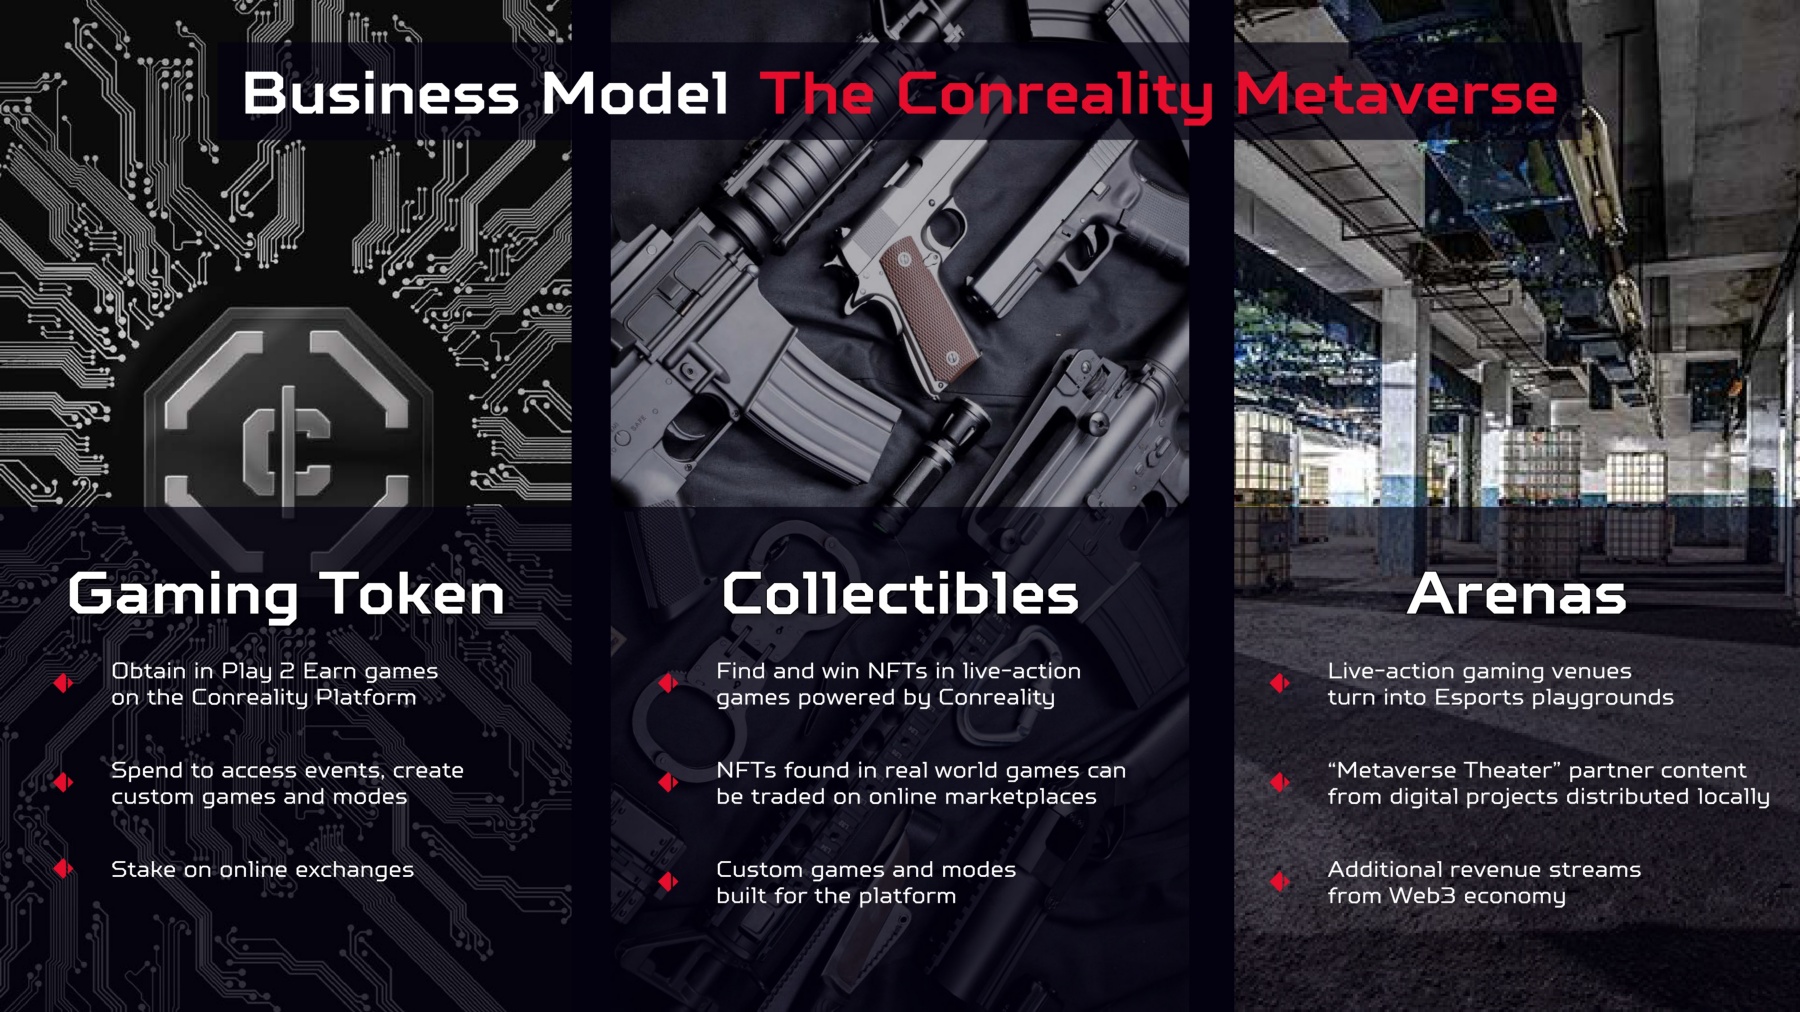 Business Model The Conreality Metaverse
Gaming Token
Obtain in Play 2 Earn games
on the Conreality Platform
Spend to access events, create
custom games and modes
Stake on online exchanges
Collectibles
Find and win NFTs in live-action
games powered by Conreality
NFTs found in real world games can
be traded on online marketplaces
Custom games and modes
built for the platform
Arenas
Live-action gaming venues
turn into Esports playgrounds
“Metaverse Theater” partner content
from digital projects distributed locally
Additional revenue streams
from Web3 economy